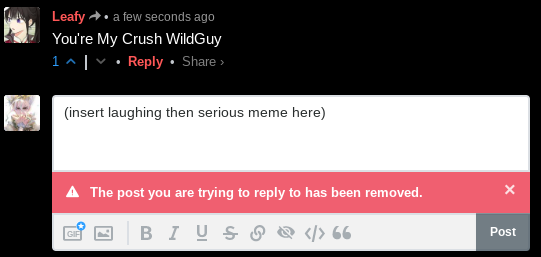 Leafy • a few seconds ago
You're My Crush WildGuy
1 | • Reply • Share ›
(insert laughing then serious meme here)
The post you are trying to reply to has been removed. ×
GIF B I U S </> Post